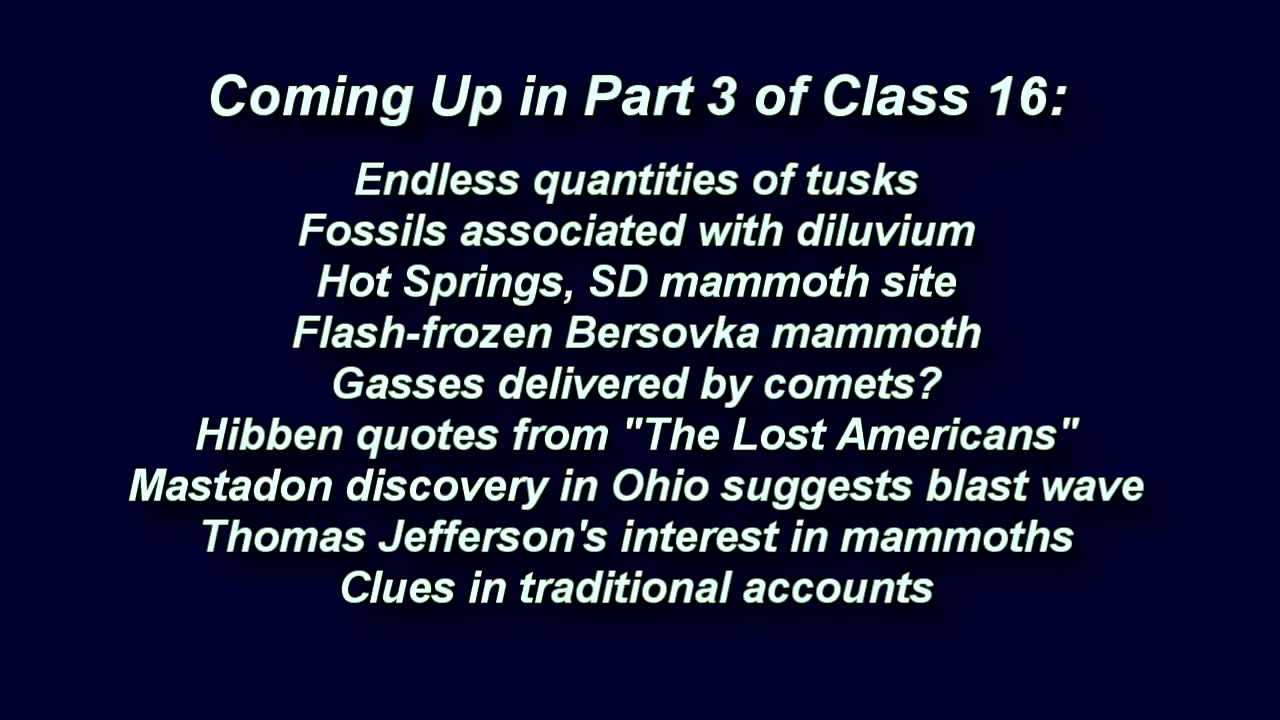 Coming Up in Part 3 of Class 16:
Endless quantities of tusks
Fossils associated with diluvium
Hot Springs, SD mammoth site
Flash-frozen Bersovka mammoth
Gasses delivered by comets?
Hibben quotes from "The Lost Americans"
Mastadon discovery in Ohio suggests blast wave
Thomas Jefferson's interest in mammoths
Clues in traditional accounts